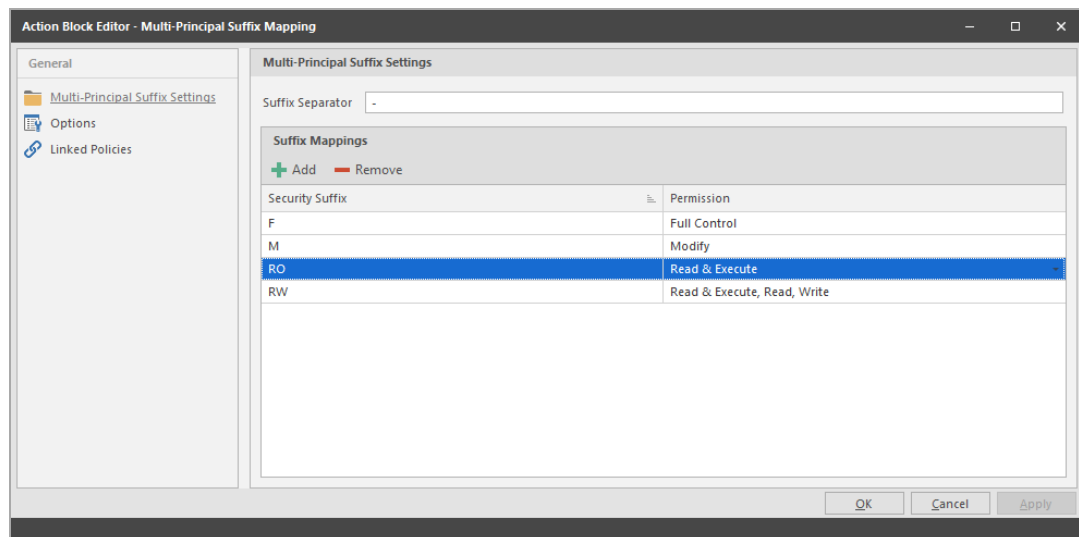 Action Block Editor - Multi-Principal Suffix Mapping
General
Multi-Principal Suffix Settings
Options
Linked Policies
Multi-Principal Suffix Settings
Suffix Separator -
Suffix Mappings
Add Remove
Security Suffix Permission
F Full Control
M Modify
RO Read & Execute
RW Read & Execute, Read, Write
OK Cancel Apply